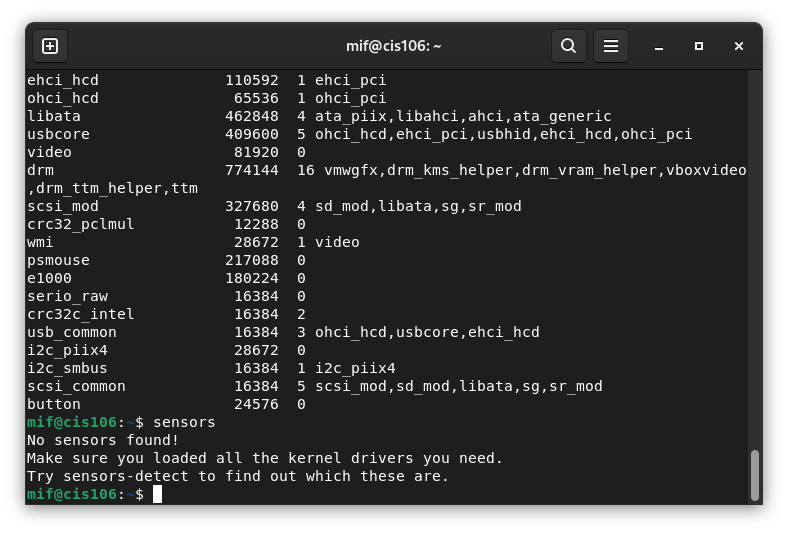 mif@cis106: ~
ehci_hcd 110592 1 ehci_pci
ohci_hcd 65536 1 ohci_pci
libata 462848 4 ata_piix,libahci,ahci,ata_generic
usbcore 409600 5 ohci_hcd,ehci_pci,usbhid,ehci_hcd,ohci_pci
video 81920 0
drm 774144 16 vmwgfx,drm_kms_helper,drm_vram_helper,vboxvideo
,drm_ttm_helper,ttm
scsi_mod 327680 4 sd_mod,libata,sg,sr_mod
crc32_pclmul 12288 0
wmi 28672 1 video
psmouse 217088 0
e1000 180224 0
serio_raw 16384 0
crc32c_intel 16384 2
usb_common 16384 3 ohci_hcd,usbcore,ehci_hcd
i2c_piix4 28672 0
i2c_smbus 16384 1 i2c_piix4
scsi_common 16384 5 scsi_mod,sd_mod,libata,sg,sr_mod
button 24576 0
mif@cis106:~$ sensors
No sensors found!
Make sure you loaded all the kernel drivers you need.
Try sensors-detect to find out which these are.
mif@cis106:~$